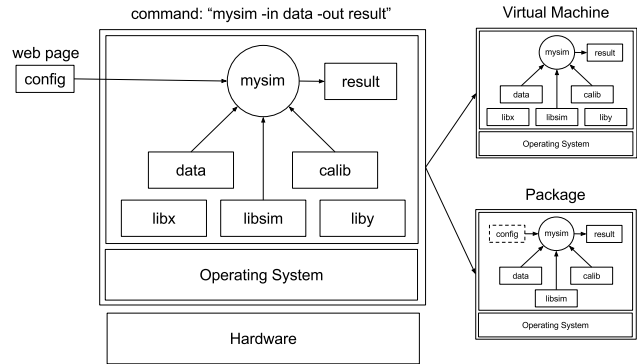 command: “mysim -in data -out result”
web page
config
mysim
result
data
calib
libx
libsim
liby
Operating System
Hardware
Virtual Machine
mysim
result
data
calib
libx
libsim
liby
Operating System
Package
config
mysim
result
data
calib
libsim
Operating System